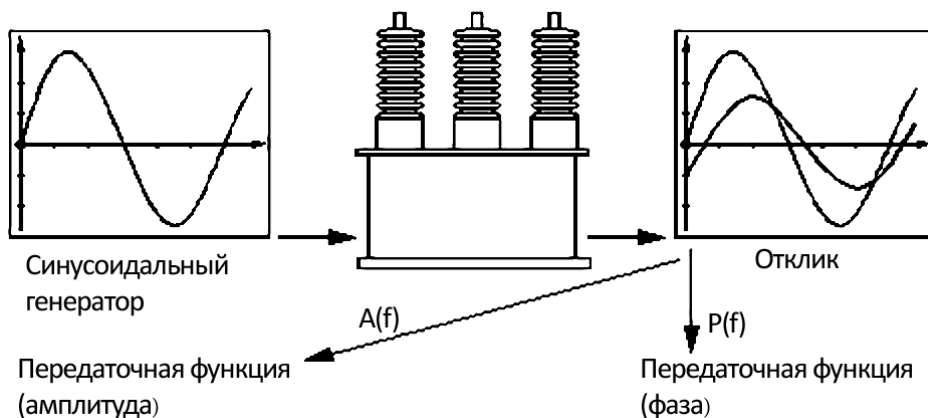 Синусоидальный
генератор
Отклик
A(f)
P(f)
Передаточная функция
(амплитуда)
Передаточная функция
(фаза)